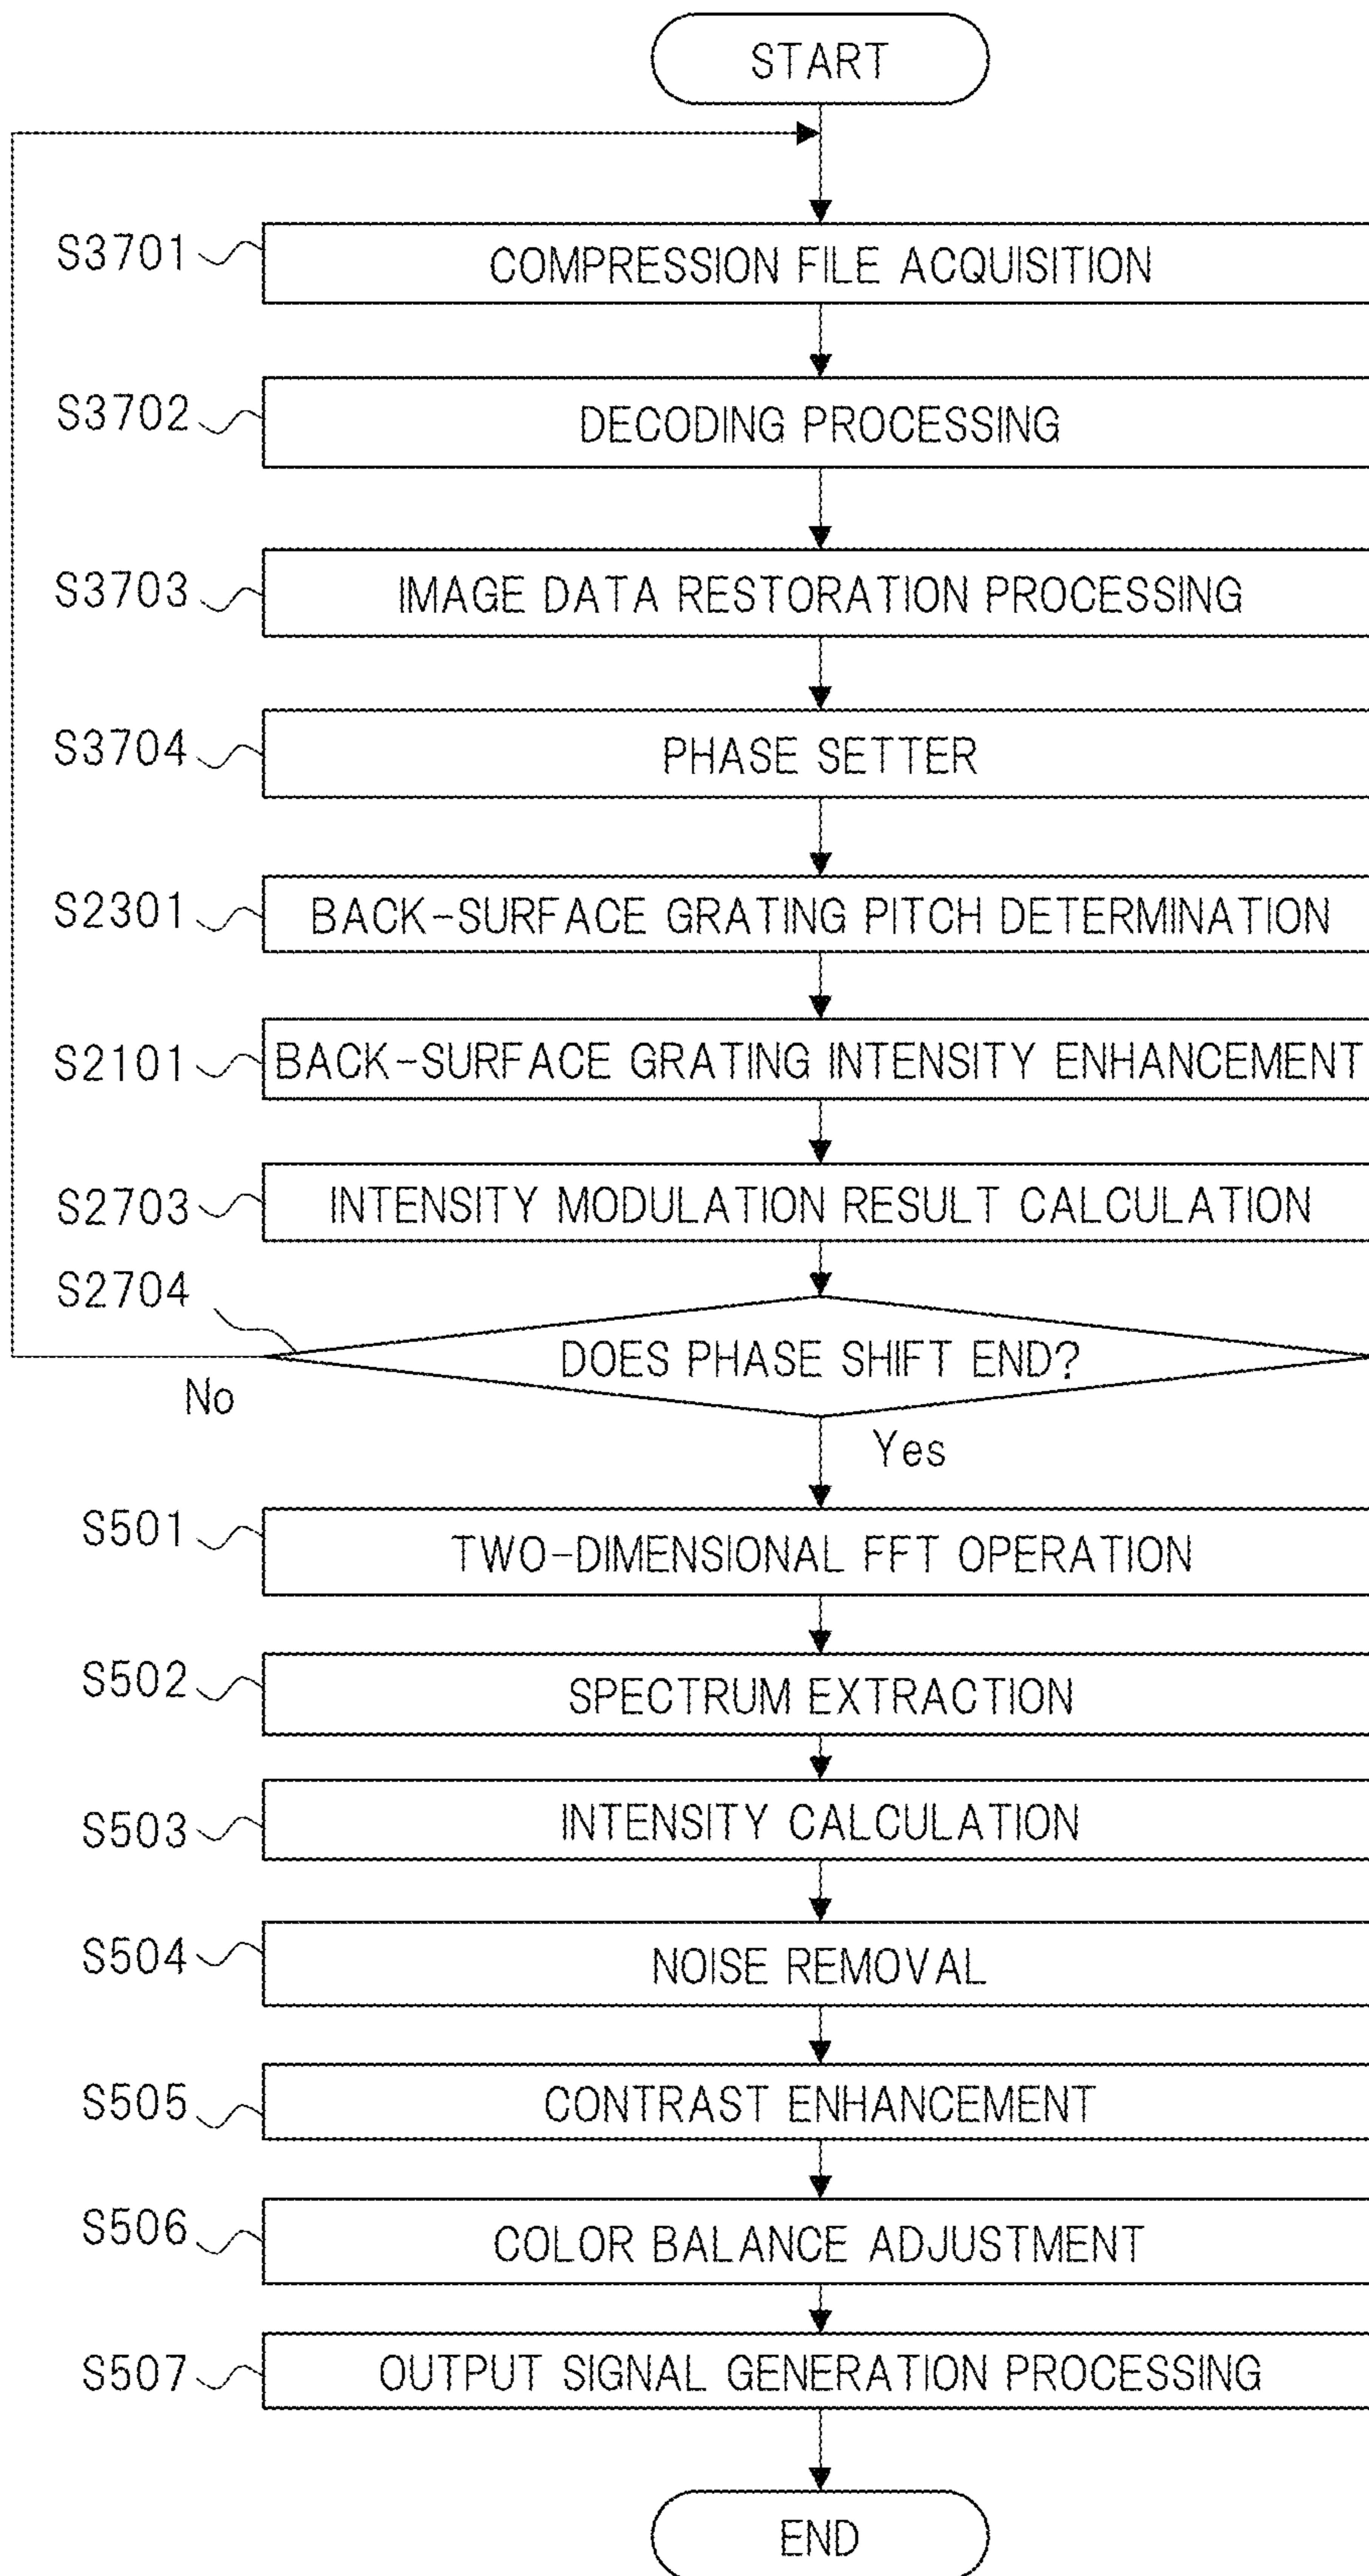 START
S3701
COMPRESSION FILE ACQUISITION
S3702
DECODING PROCESSING
S3703
IMAGE DATA RESTORATION PROCESSING
S3704
PHASE SETTER
S2301
BACK-SURFACE GRATING PITCH DETERMINATION
S2101
BACK-SURFACE GRATING INTENSITY ENHANCEMENT
S2703
INTENSITY MODULATION RESULT CALCULATION
S2704
DOES PHASE SHIFT END?
No
Yes
S501
TWO-DIMENSIONAL FFT OPERATION
S502
SPECTRUM EXTRACTION
S503
INTENSITY CALCULATION
S504
NOISE REMOVAL
S505
CONTRAST ENHANCEMENT
S506
COLOR BALANCE ADJUSTMENT
S507
OUTPUT SIGNAL GENERATION PROCESSING
END